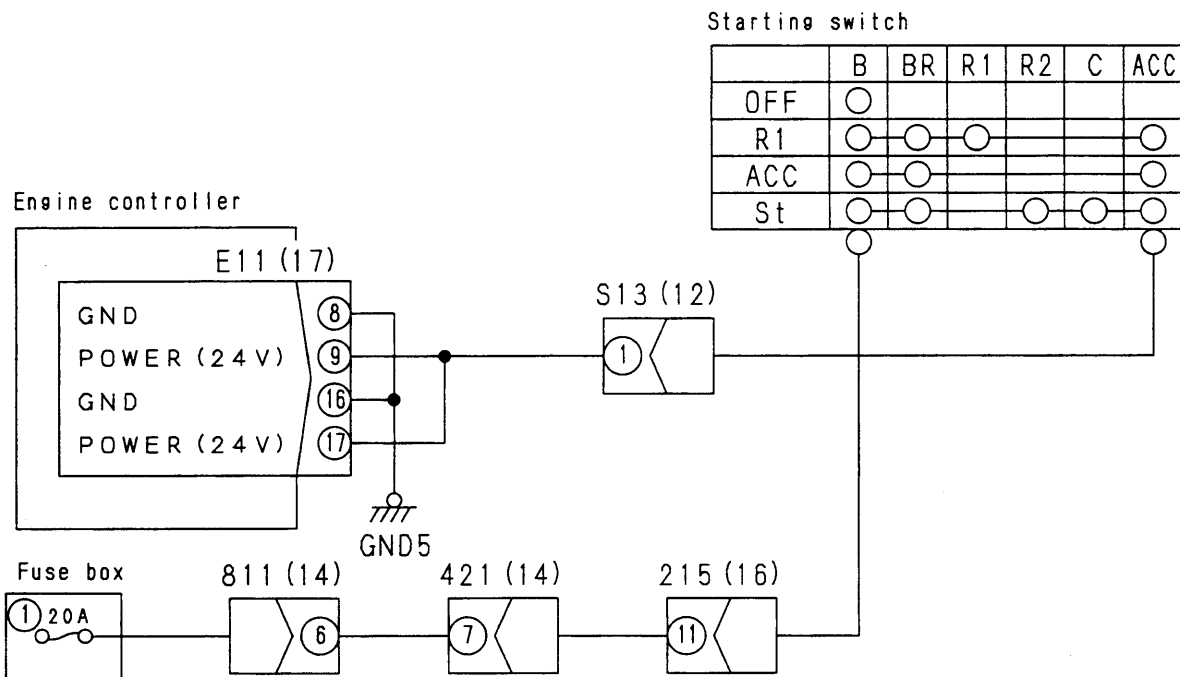 Starting switch
B BR R1 R2 C ACC
OFF
R1
ACC
St
Engine controller
E11 (17)
GND 8
POWER (24V) 9
GND 16
POWER (24V) 17
S13 (12)
1
GND5
Fuse box
1 20A
811 (14)
6
421 (14)
7
215 (16)
11